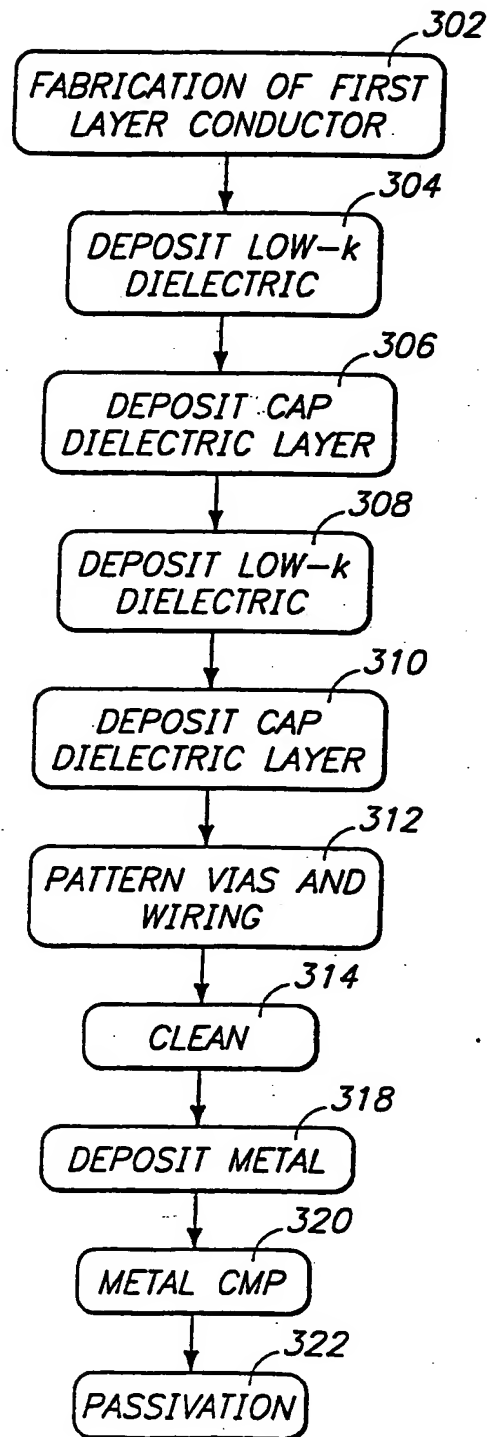 302
FABRICATION OF FIRST
LAYER CONDUCTOR
304
DEPOSIT LOW-k
DIELECTRIC
306
DEPOSIT CAP
DIELECTRIC LAYER
308
DEPOSIT LOW-k
DIELECTRIC
310
DEPOSIT CAP
DIELECTRIC LAYER
312
PATTERN VIAS AND
WIRING
314
CLEAN
318
DEPOSIT METAL
320
METAL CMP
322
PASSIVATION